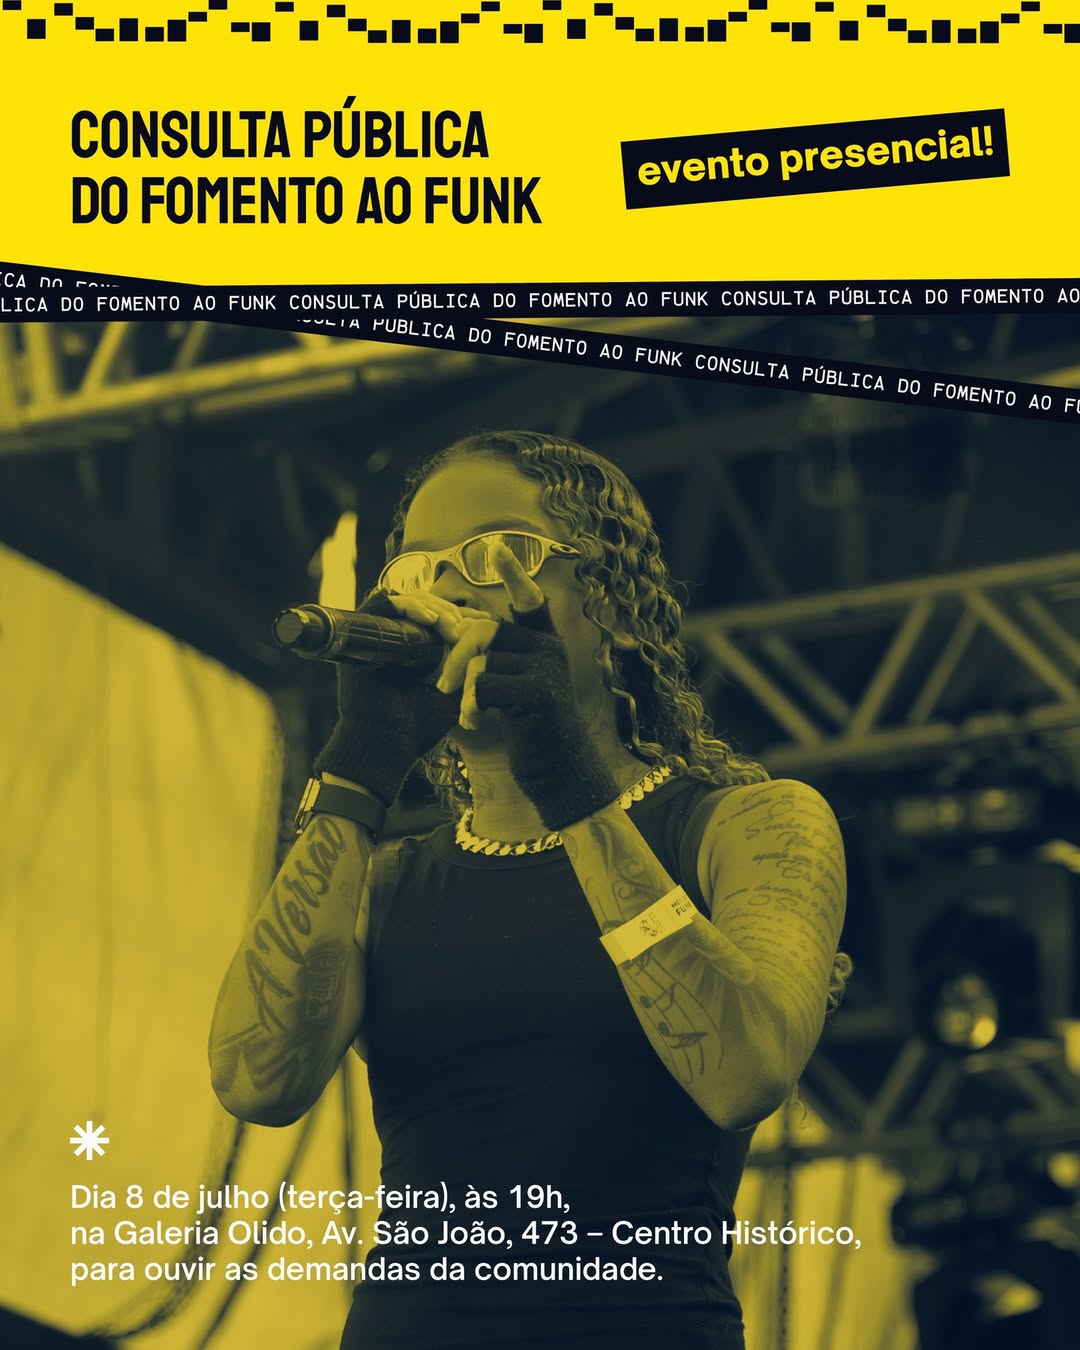 CONSULTA PÚBLICA
DO FOMENTO AO FUNK
evento presencial!
LICA DO FOMENTO AO FUNK CONSULTA PÚBLICA DO FOMENTO AO FUNK CONSULTA PÚBLICA DO FOMENTO AO
PÚBLICA DO FOMENTO AO FUNK CONSULTA PÚBLICA DO FOMENTO AO FU
A Versão
Dia 8 de julho (terça-feira), às 19h,
na Galeria Olido, Av. São João, 473 – Centro Histórico,
para ouvir as demandas da comunidade.